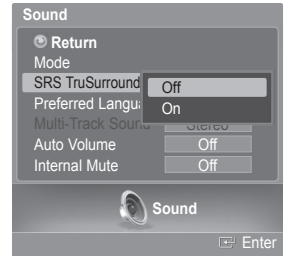 Sound
Return
Mode
SRS TruSurround
Off
On
Preferred Langua
Multi-Track Sound Stereo
Auto Volume Off
Internal Mute Off
Sound
Enter